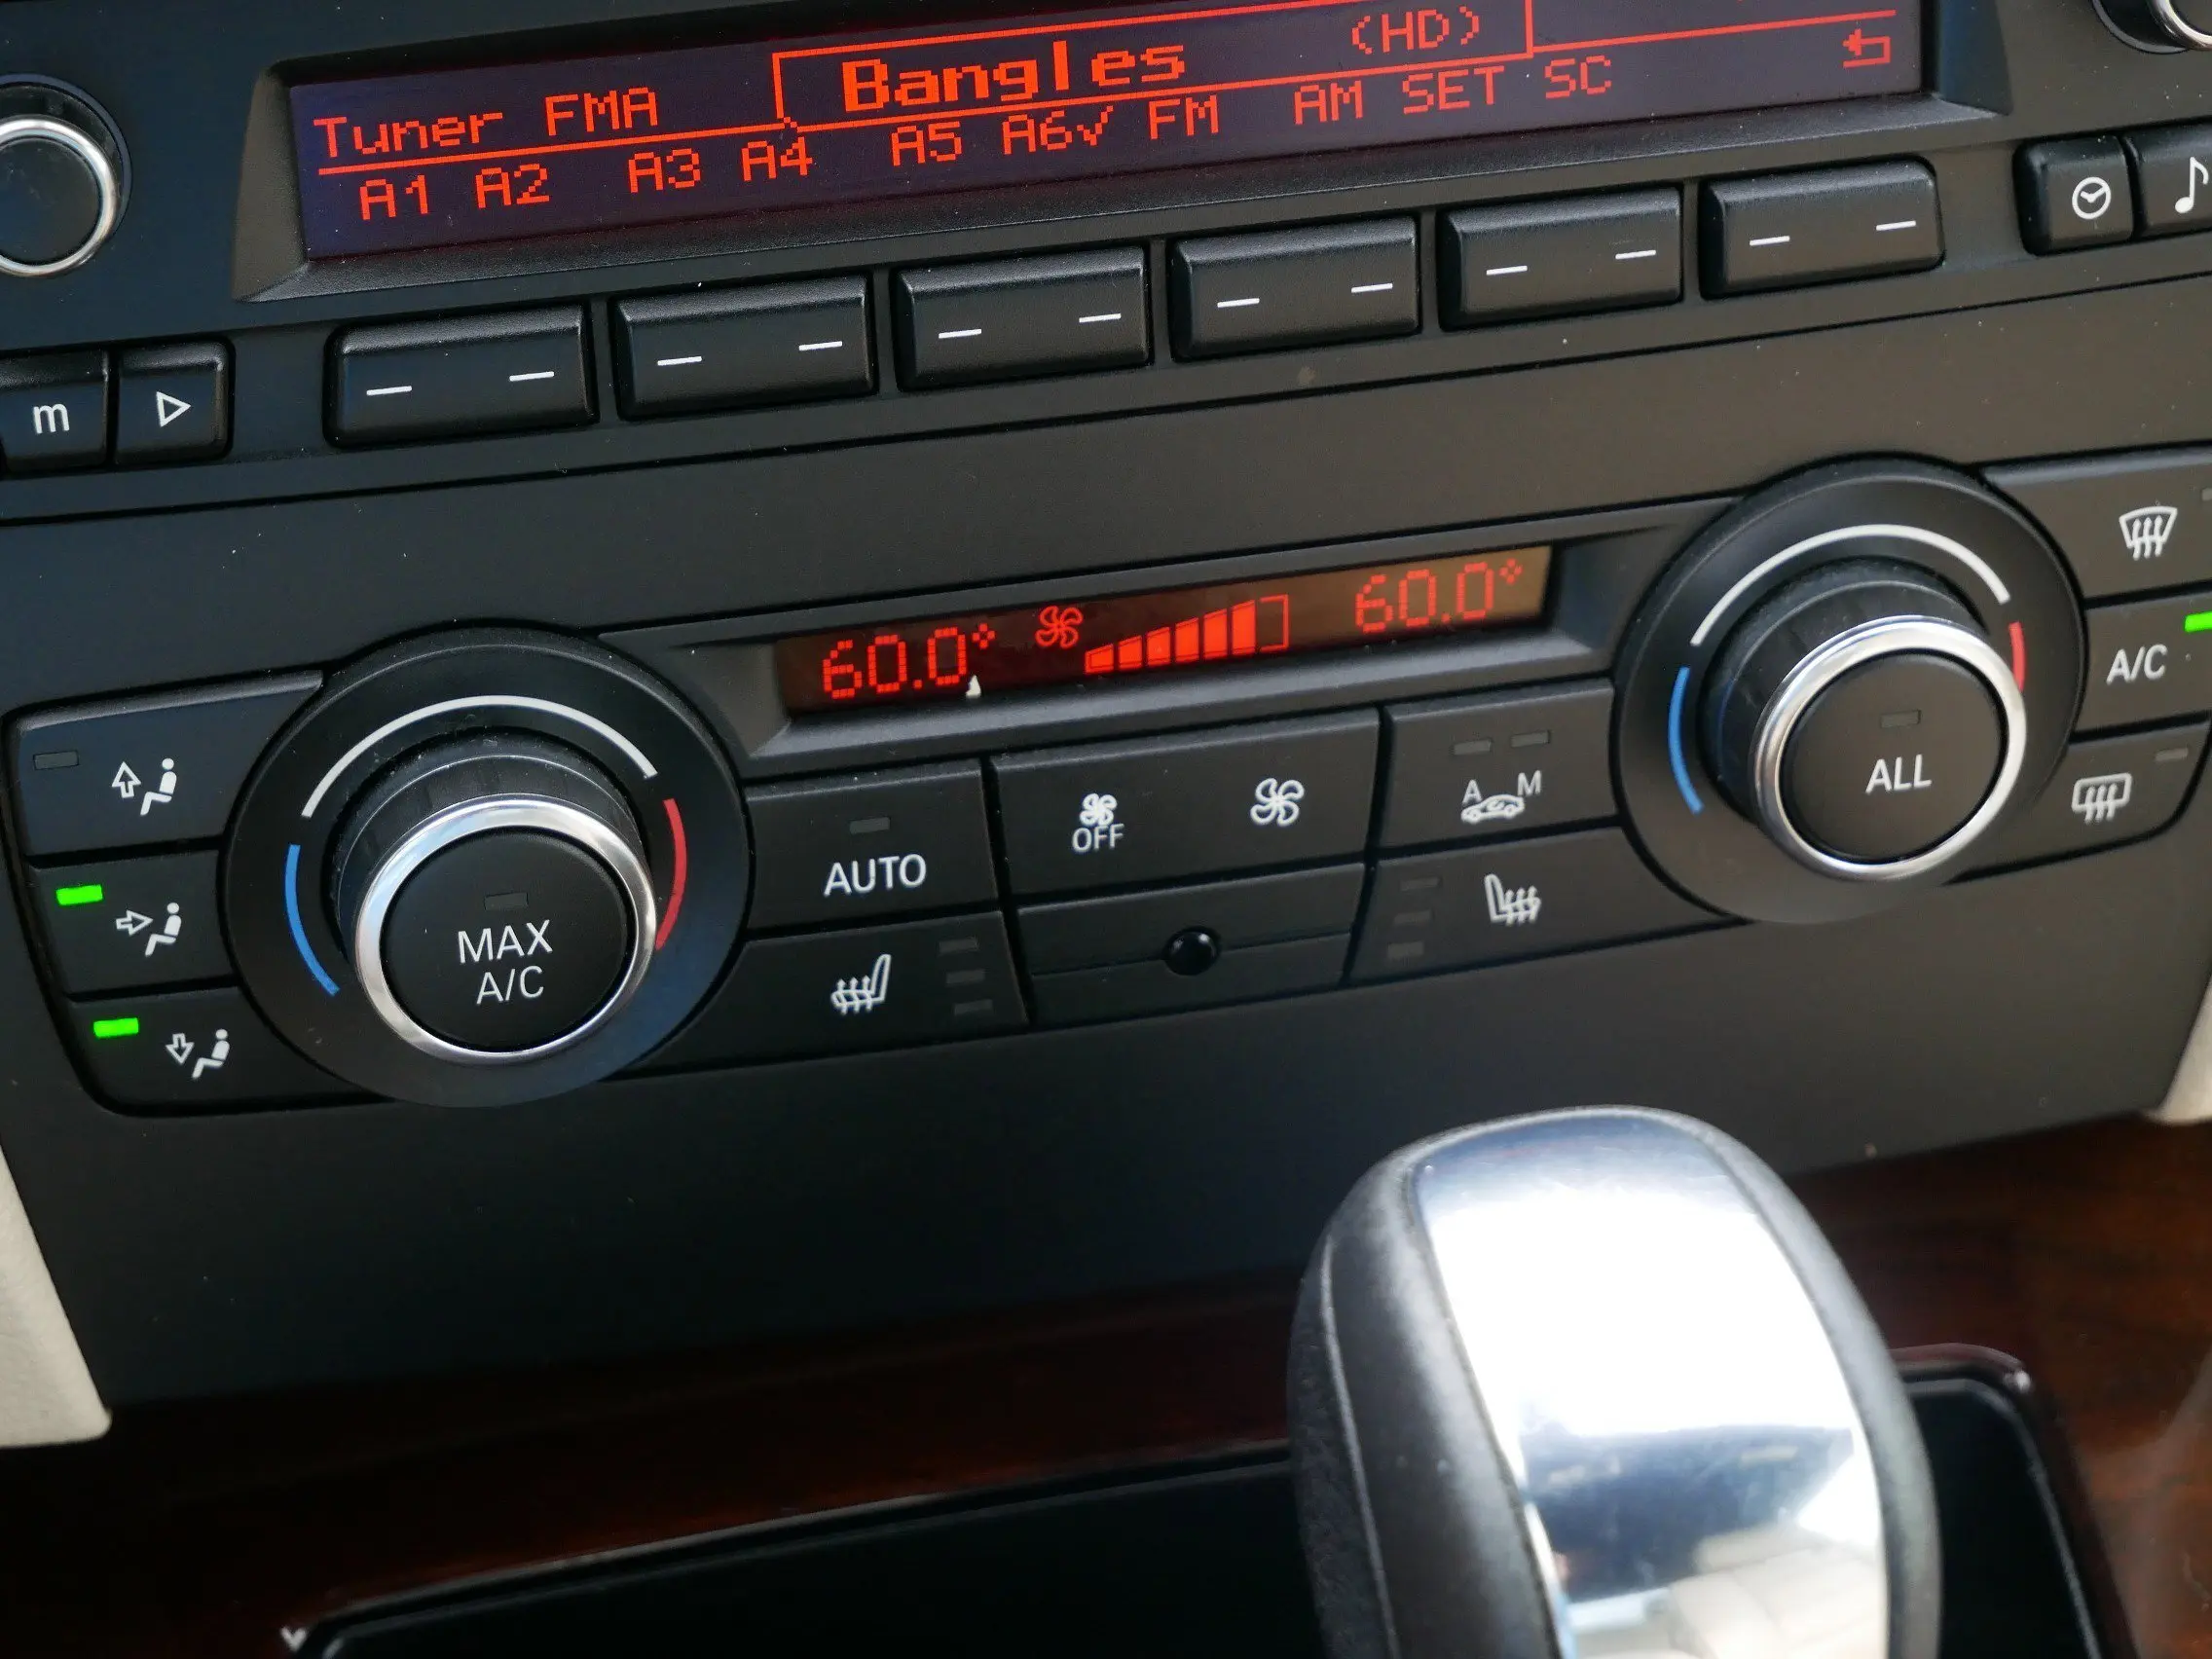 Tuner FMA Bangles (HD)
A1 A2 A3 A4 A5 A6✓ FM AM SET SC
m
60.0° 60.0°
A M
A/C
OFF
ALL
AUTO
MAX
A/C